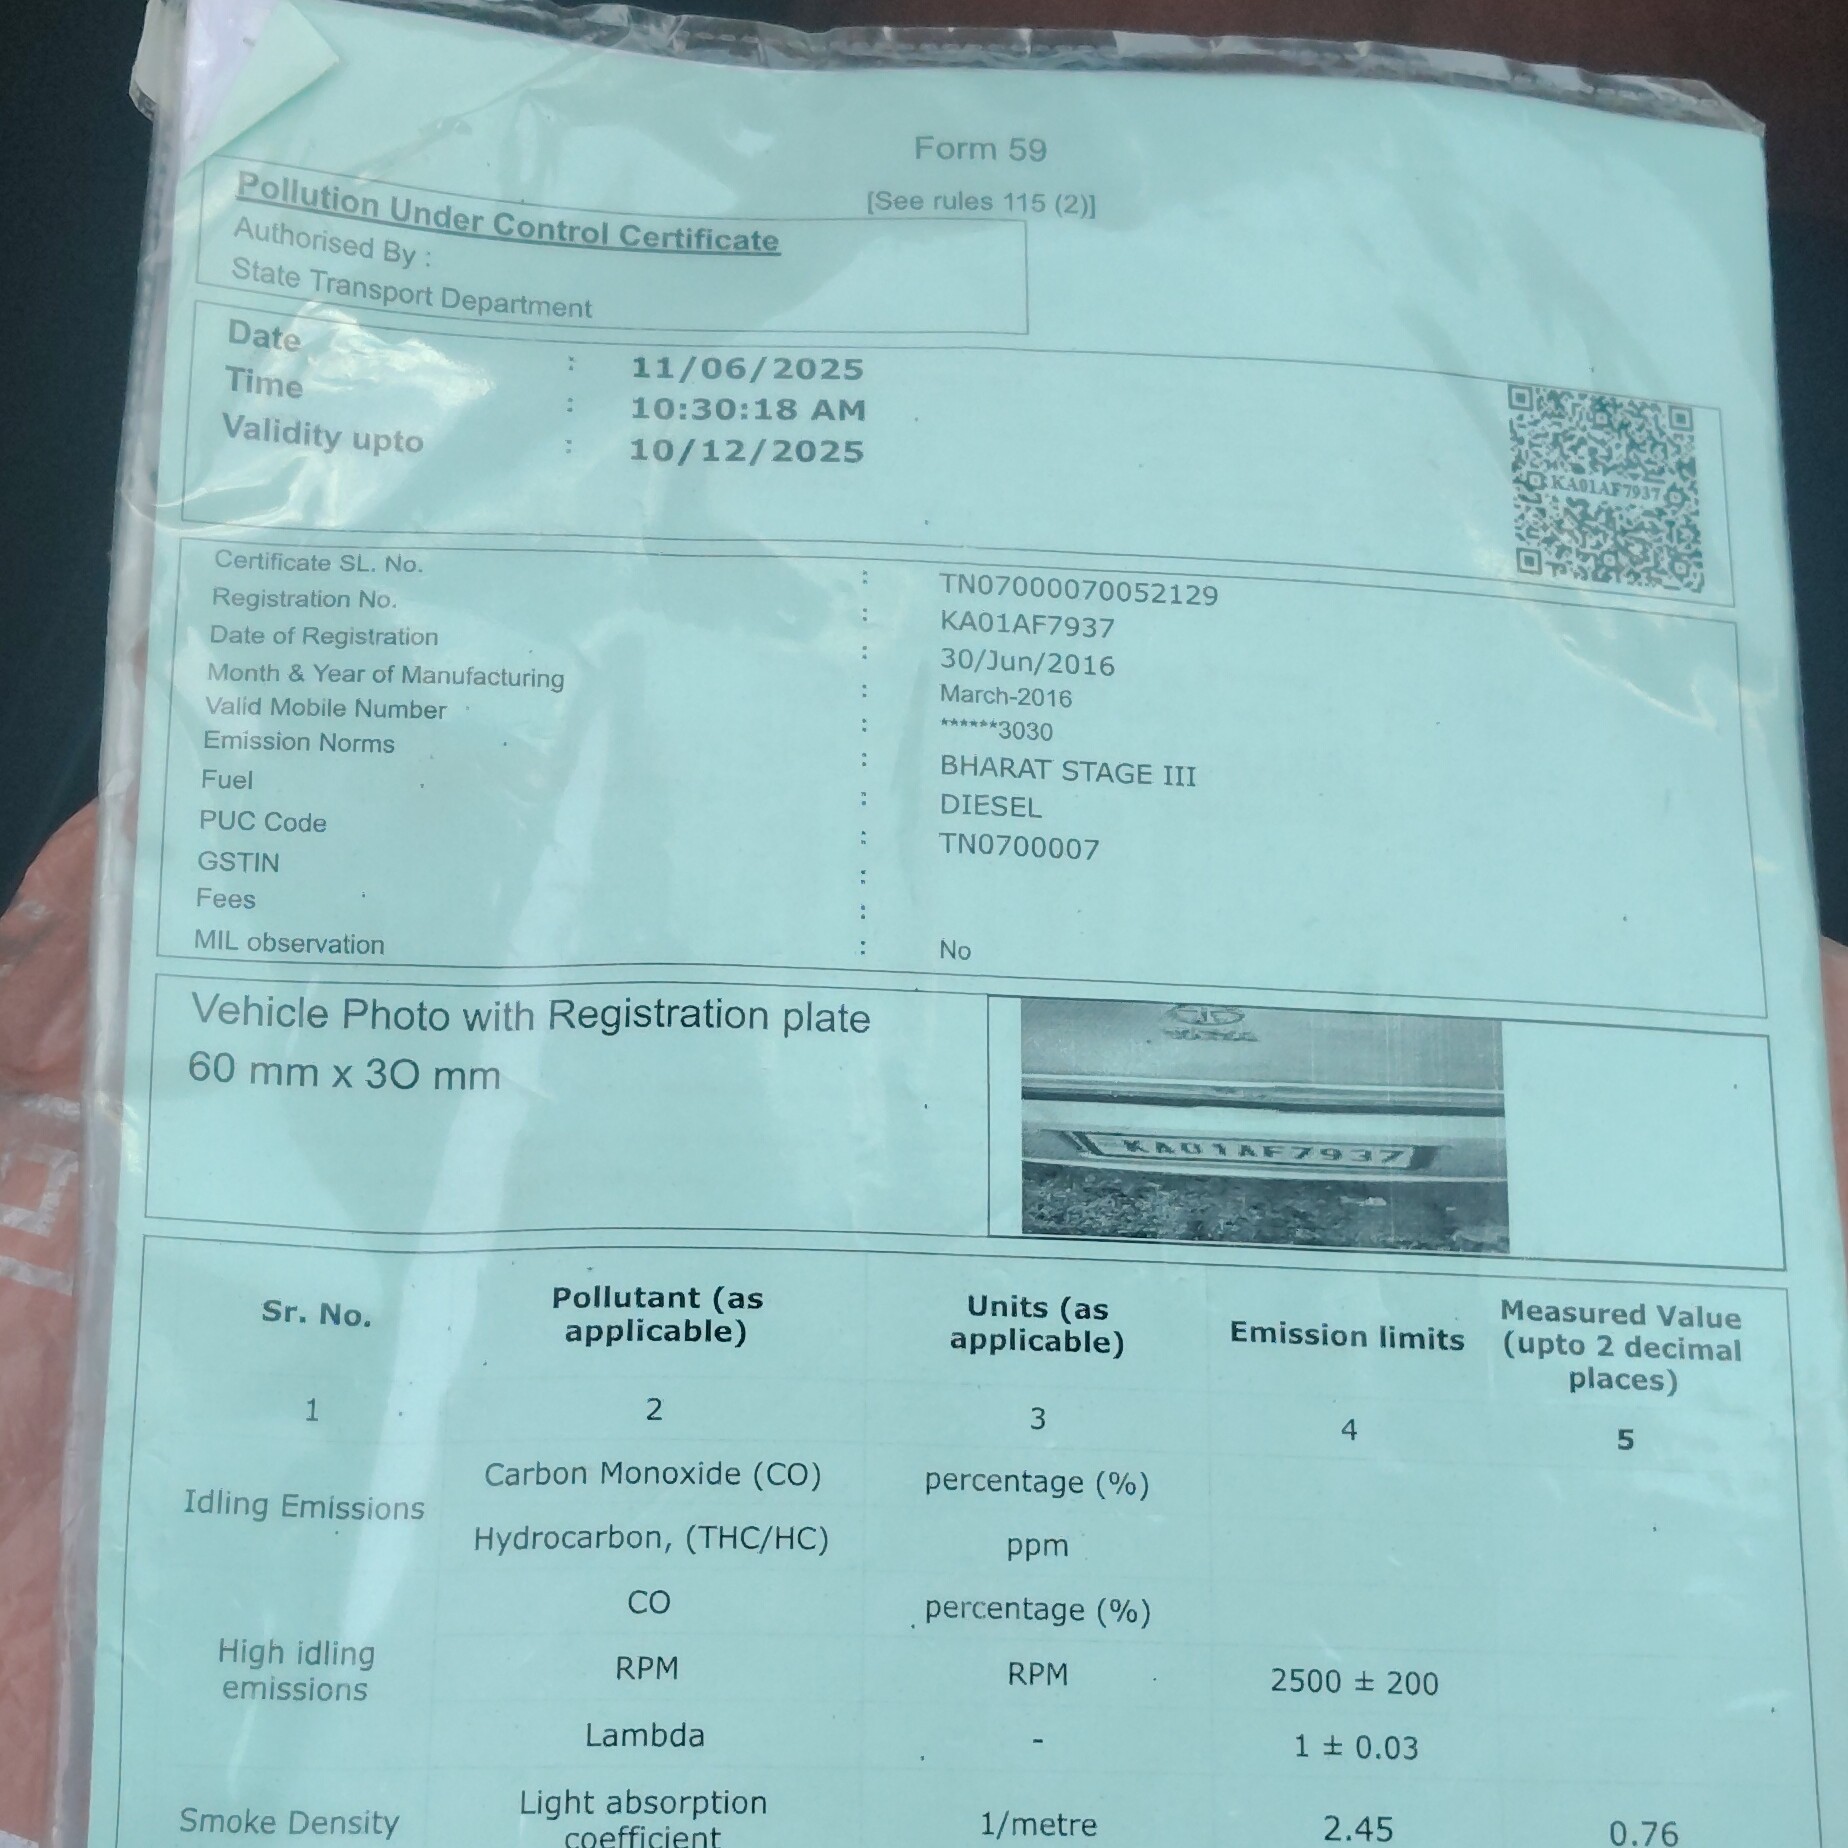 Form 59
[See rules 115 (2)]
Pollution Under Control Certificate
Authorised By :
State Transport Department
Date : 11/06/2025
Time : 10:30:18 AM
Validity upto : 10/12/2025
KA01AF7937
Certificate SL. No. : TN07000070052129
Registration No. : KA01AF7937
Date of Registration : 30/Jun/2016
Month & Year of Manufacturing : March-2016
Valid Mobile Number : ******3030
Emission Norms : BHARAT STAGE III
Fuel : DIESEL
PUC Code : TN0700007
GSTIN :
Fees :
MIL observation : No
Vehicle Photo with Registration plate
60 mm x 30 mm
KA01AF7937
Sr. No. Pollutant (as applicable) Units (as applicable) Emission limits Measured Value (upto 2 decimal places)
1 2 3 4 5
Idling Emissions Carbon Monoxide (CO) percentage (%)
Hydrocarbon, (THC/HC) ppm
High idling emissions CO percentage (%)
RPM RPM 2500 ± 200
Lambda - 1 ± 0.03
Smoke Density Light absorption coefficient 1/metre 2.45 0.76